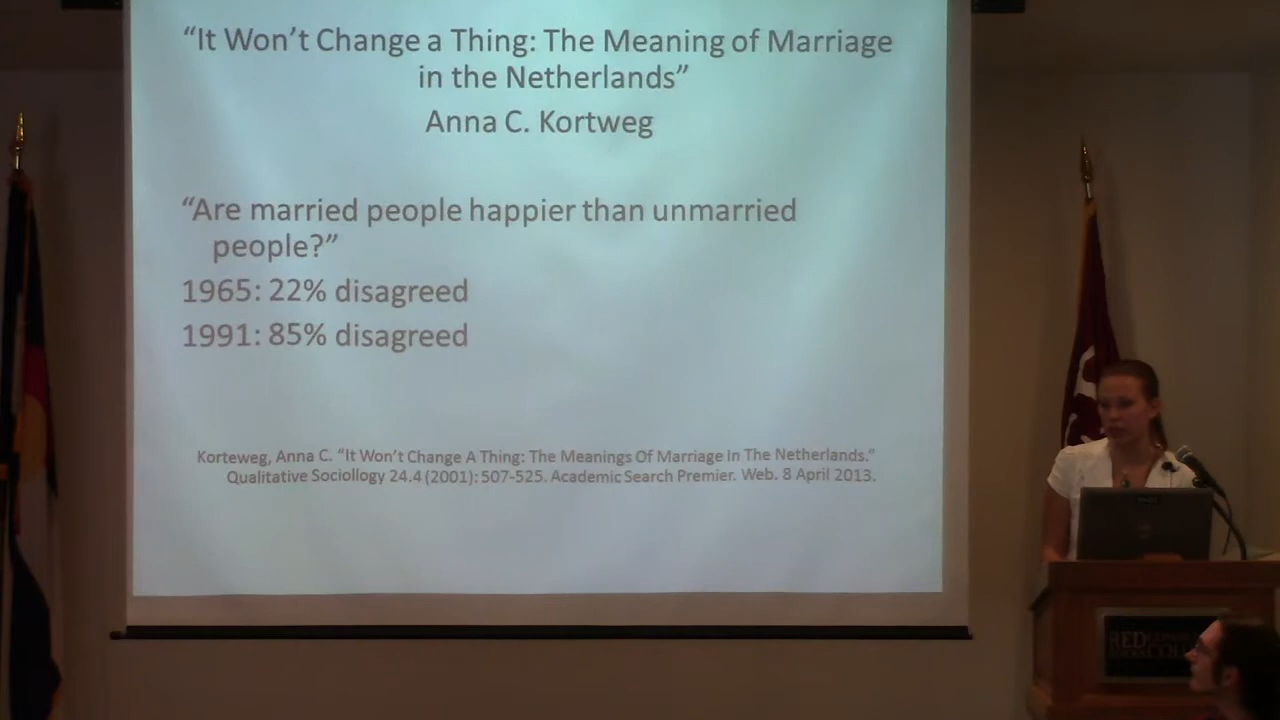 “It Won’t Change a Thing: The Meaning of Marriage
in the Netherlands”
Anna C. Kortweg
“Are married people happier than unmarried
people?”
1965: 22% disagreed
1991: 85% disagreed
Korteweg, Anna C. “It Won’t Change A Thing: The Meanings Of Marriage In The Netherlands.”
Qualitative Sociollogy 24.4 (2001): 507-525. Academic Search Premier. Web. 8 April 2013.
RED